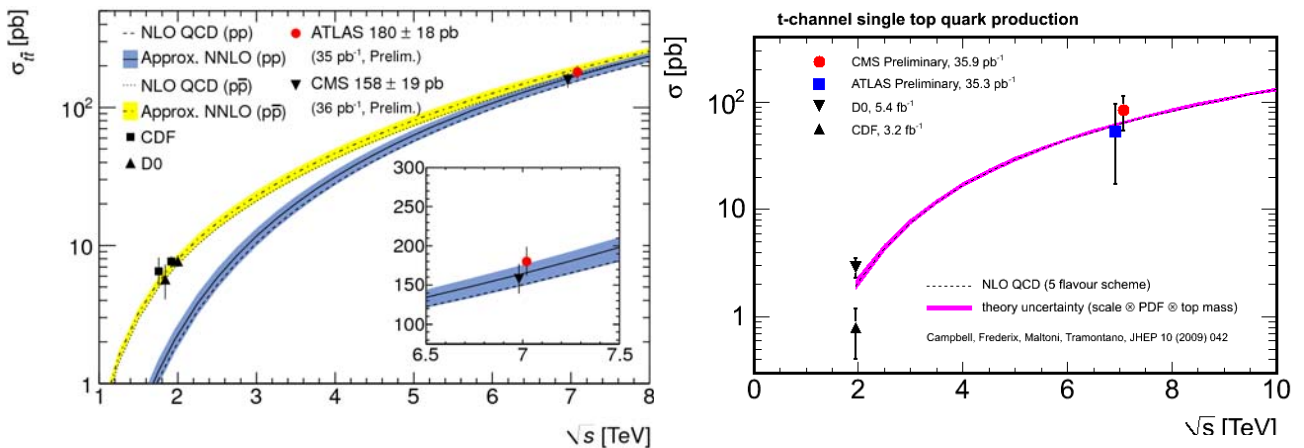 σ_tt̄ [pb]
NLO QCD (pp)
Approx. NNLO (pp)
NLO QCD (pp̄)
Approx. NNLO (pp̄)
CDF
D0
ATLAS 180 ± 18 pb
(35 pb⁻¹, Prelim.)
CMS 158 ± 19 pb
(36 pb⁻¹, Prelim.)
10²
10
1
300
250
200
150
100
6.5 7 7.5
1 2 3 4 5 6 7 8
√s [TeV]
t-channel single top quark production
σ [pb]
CMS Preliminary, 35.9 pb⁻¹
ATLAS Preliminary, 35.3 pb⁻¹
D0, 5.4 fb⁻¹
CDF, 3.2 fb⁻¹
10²
10
1
NLO QCD (5 flavour scheme)
theory uncertainty (scale ⊗ PDF ⊗ top mass)
Campbell, Frederix, Maltoni, Tramontano, JHEP 10 (2009) 042
0 2 4 6 8 10
√s [TeV]